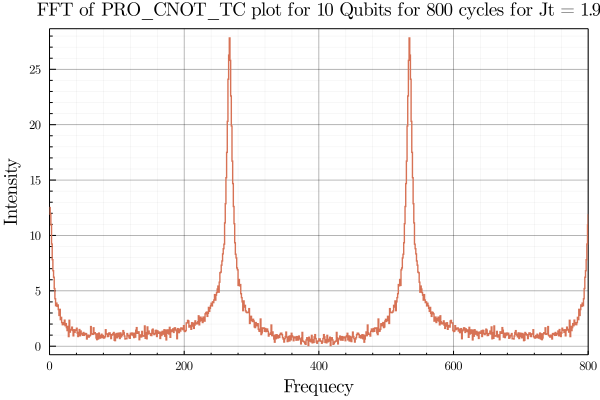 FFT of PRO_CNOT_TC plot for 10 Qubits for 800 cycles for Jt = 1.9
Intensity
25
20
15
10
5
0
0 200 400 600 800
Frequecy